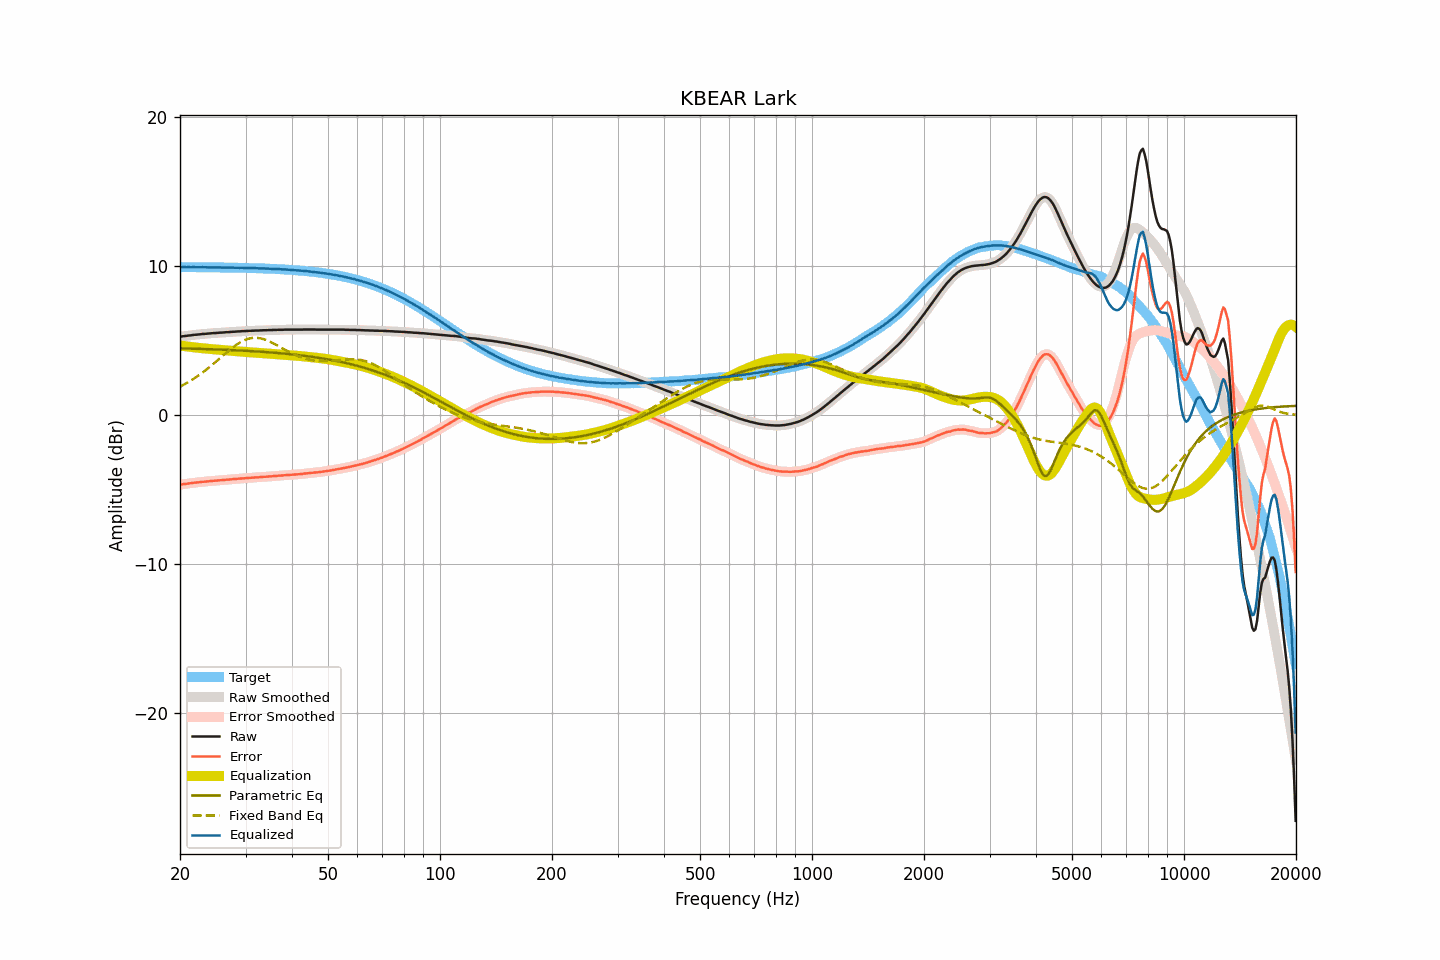 KBEAR Lark
20
10
0
−10
−20
Amplitude (dBr)
Target
Raw Smoothed
Error Smoothed
Raw
Error
Equalization
Parametric Eq
Fixed Band Eq
Equalized
20 50 100 200 500 1000 2000 5000 10000 20000
Frequency (Hz)